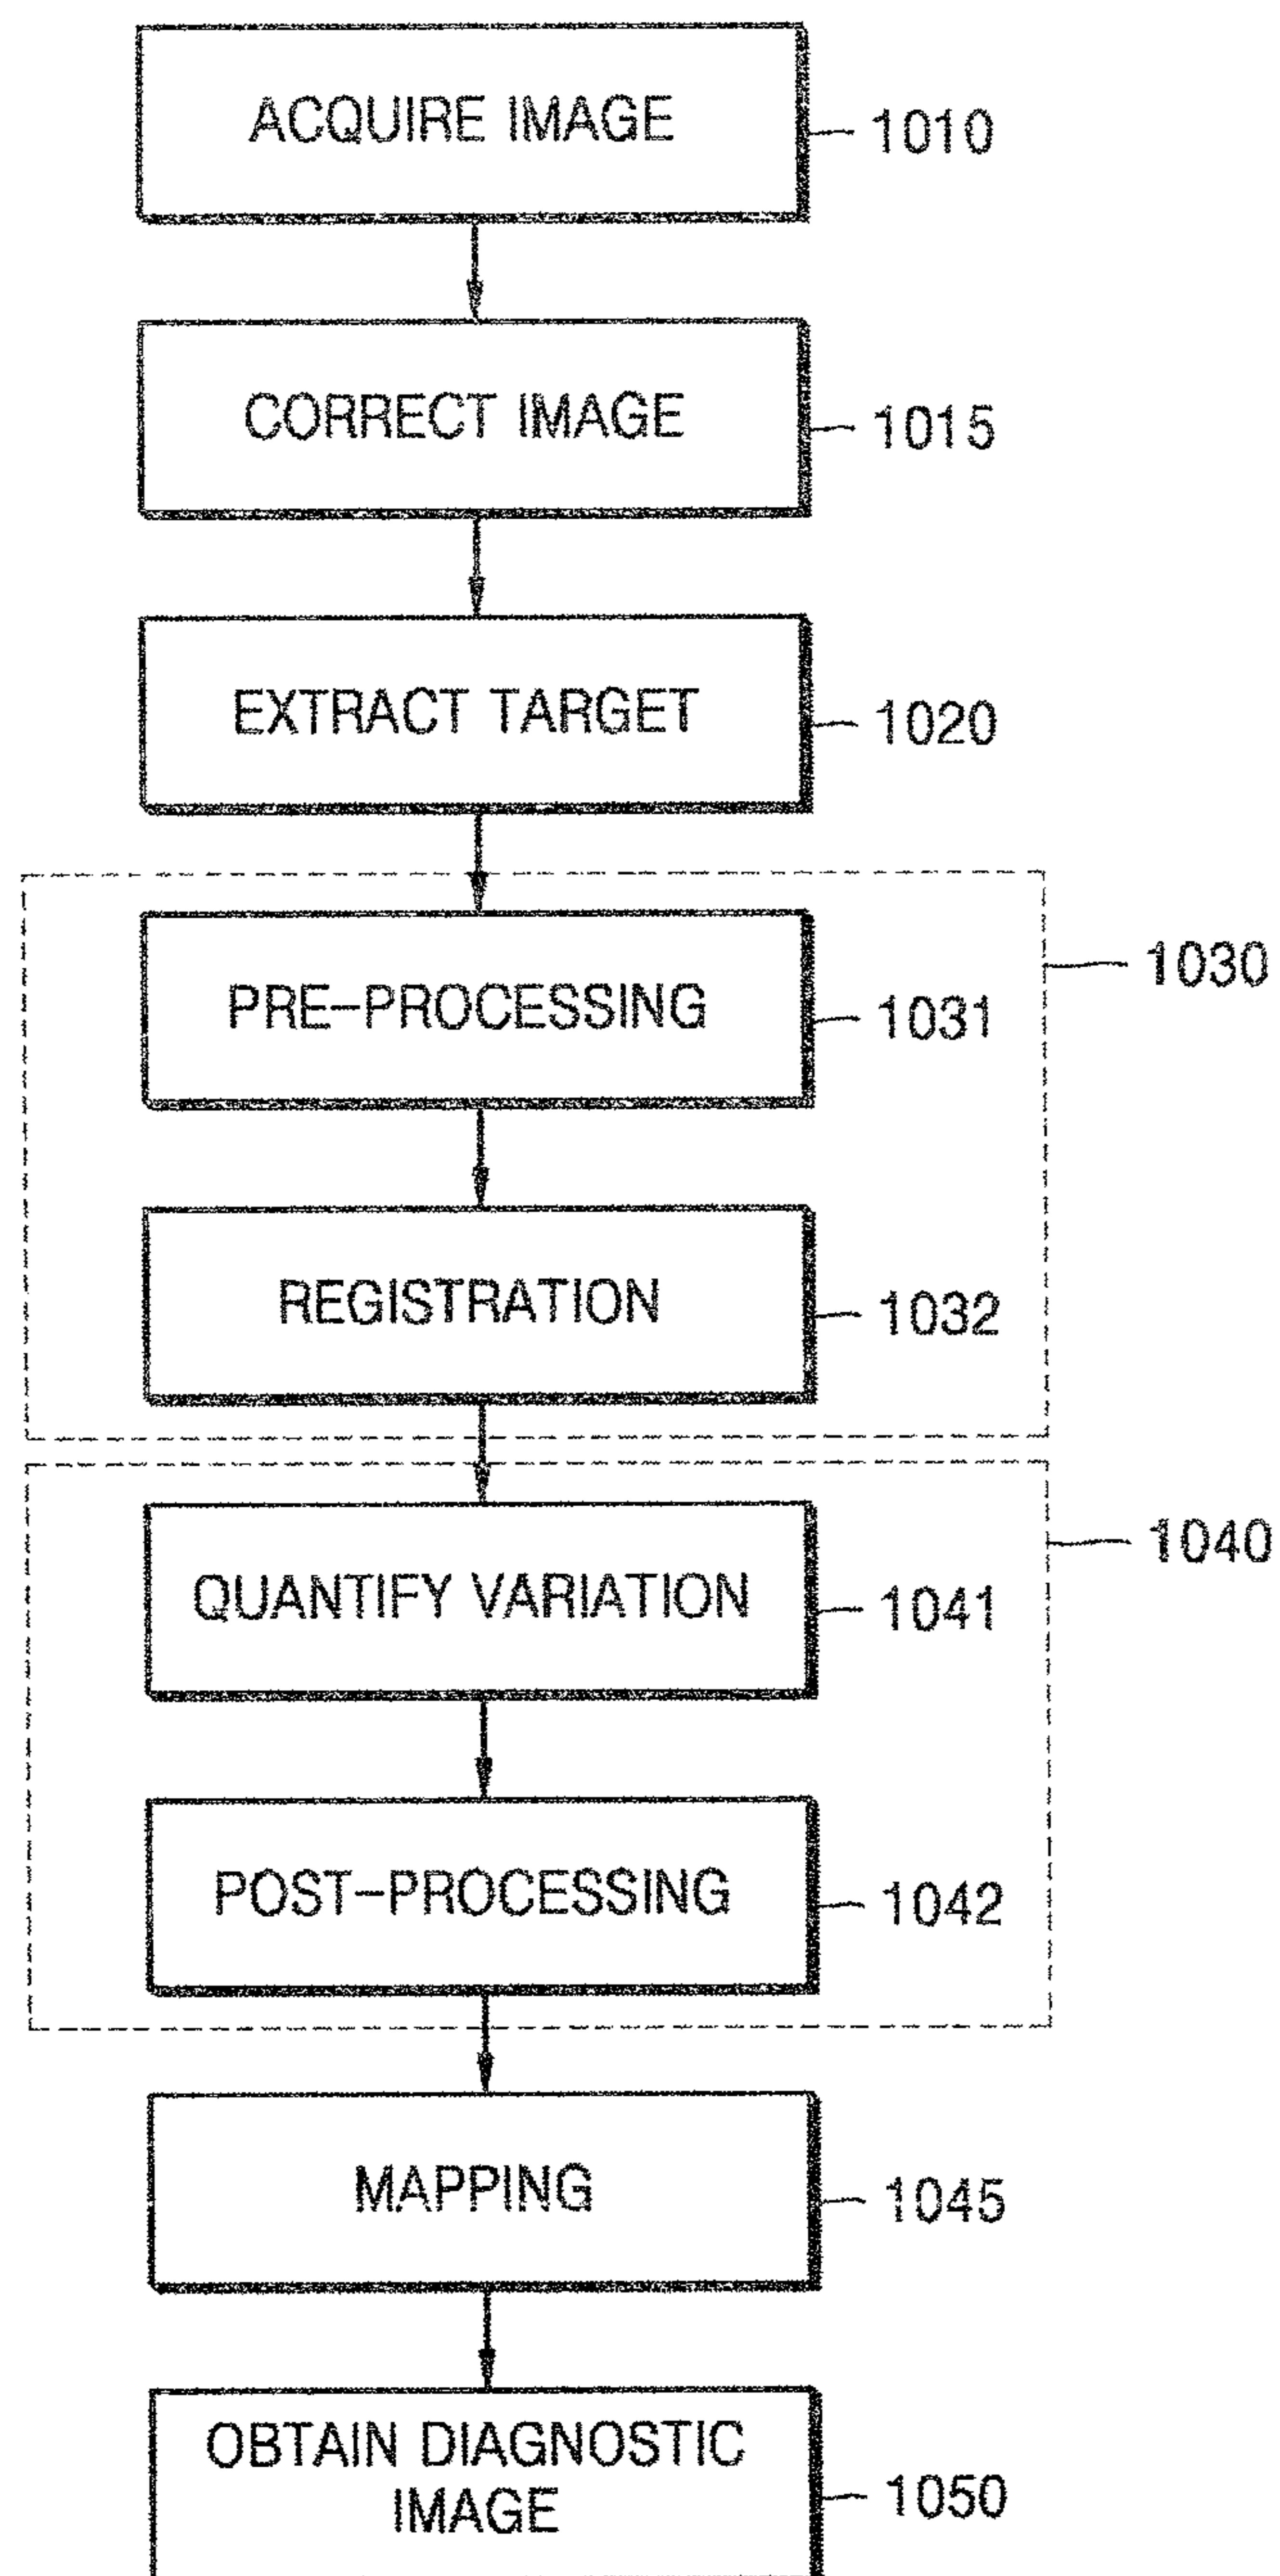 ACQUIRE IMAGE
1010
CORRECT IMAGE
1015
EXTRACT TARGET
1020
1030
PRE-PROCESSING
1031
REGISTRATION
1032
1040
QUANTIFY VARIATION
1041
POST-PROCESSING
1042
MAPPING
1045
OBTAIN DIAGNOSTIC
IMAGE
1050